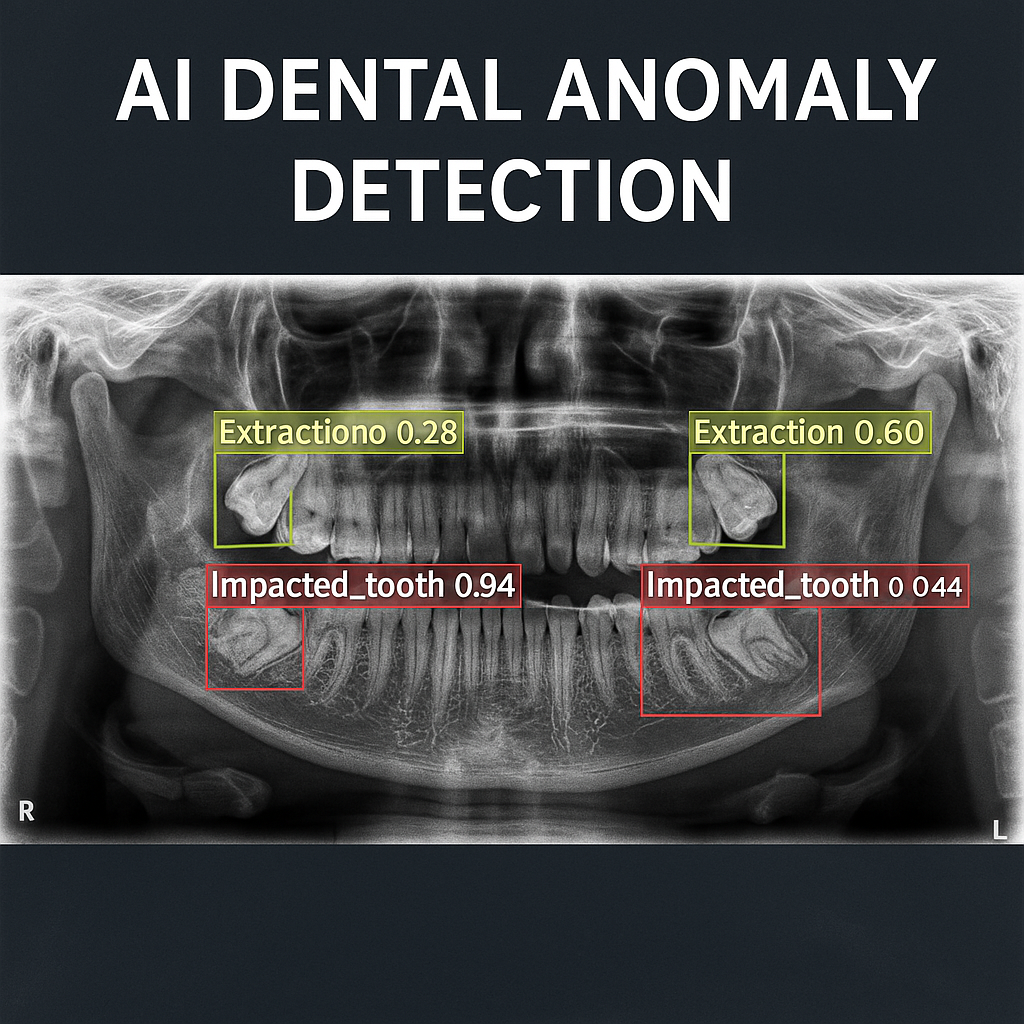 AI DENTAL ANOMALY
DETECTION
Extractiono 0.28
Extraction 0.60
Impacted_tooth 0.94
Impacted_tooth 0 044
R
L